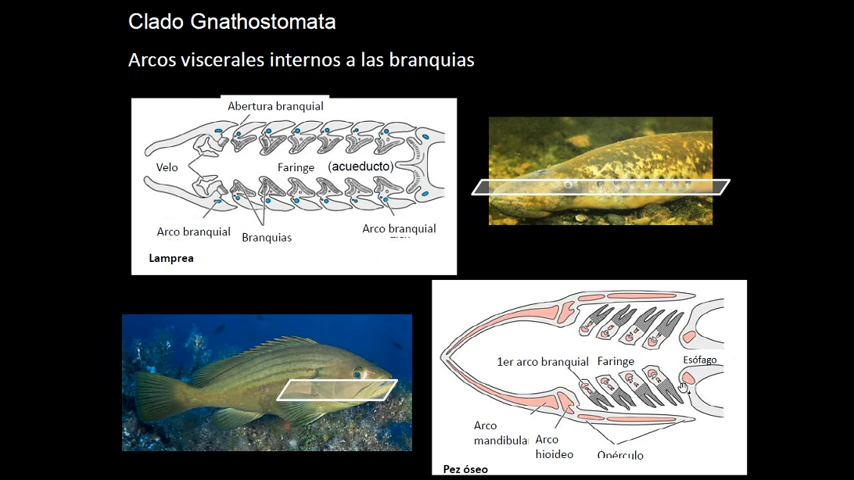 Clado Gnathostomata
Arcos viscerales internos a las branquias
Abertura branquial
Velo
Faringe
(acueducto)
Arco branquial
Branquias
Arco branquial
Lamprea
1er arco branquial
Faringe
Esófago
Arco
mandibular
Arco
hioideo
Opérculo
Pez óseo